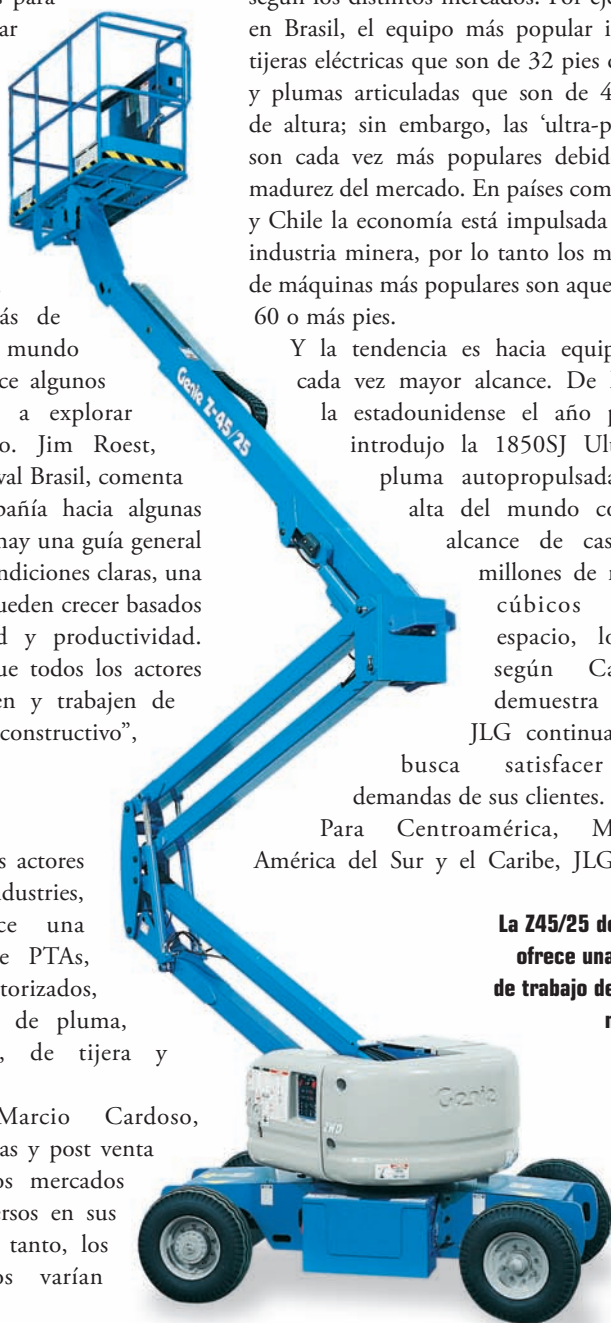 para
ar
ás de
mundo
ce algunos
a explorar
o. Jim Roest,
val Brasil, comenta
pañía hacia algunas
hay una guía general
ndiciones claras, una
ueden crecer basados
d y productividad.
ue todos los actores
en y trabajen de
constructivo”,
s actores
ndustries,
ce una
e PTAs,
torizados,
de pluma,
, de tijera y
Marcio Cardoso,
as y post venta
os mercados
ersos en sus
tanto, los
os varían
según los distintos mercados. Por eje
en Brasil, el equipo más popular i
tijeras eléctricas que son de 32 pies
y plumas articuladas que son de 4
de altura; sin embargo, las ‘ultra-p
son cada vez más populares debid
madurez del mercado. En países com
y Chile la economía está impulsada
industria minera, por lo tanto los m
de máquinas más populares son aque
60 o más pies.
Y la tendencia es hacia equip
cada vez mayor alcance. De
la estadounidense el año p
introdujo la 1850SJ Ult
pluma autopropulsada
alta del mundo co
alcance de cas
millones de
cúbicos
espacio, lo
según Ca
demuestra
JLG continua
busca satisfacer
demandas de sus clientes.
Para Centroamérica, M
América del Sur y el Caribe, JLG
La Z45/25 de
ofrece una
de trabajo de
Genie Z-45/25
Genie